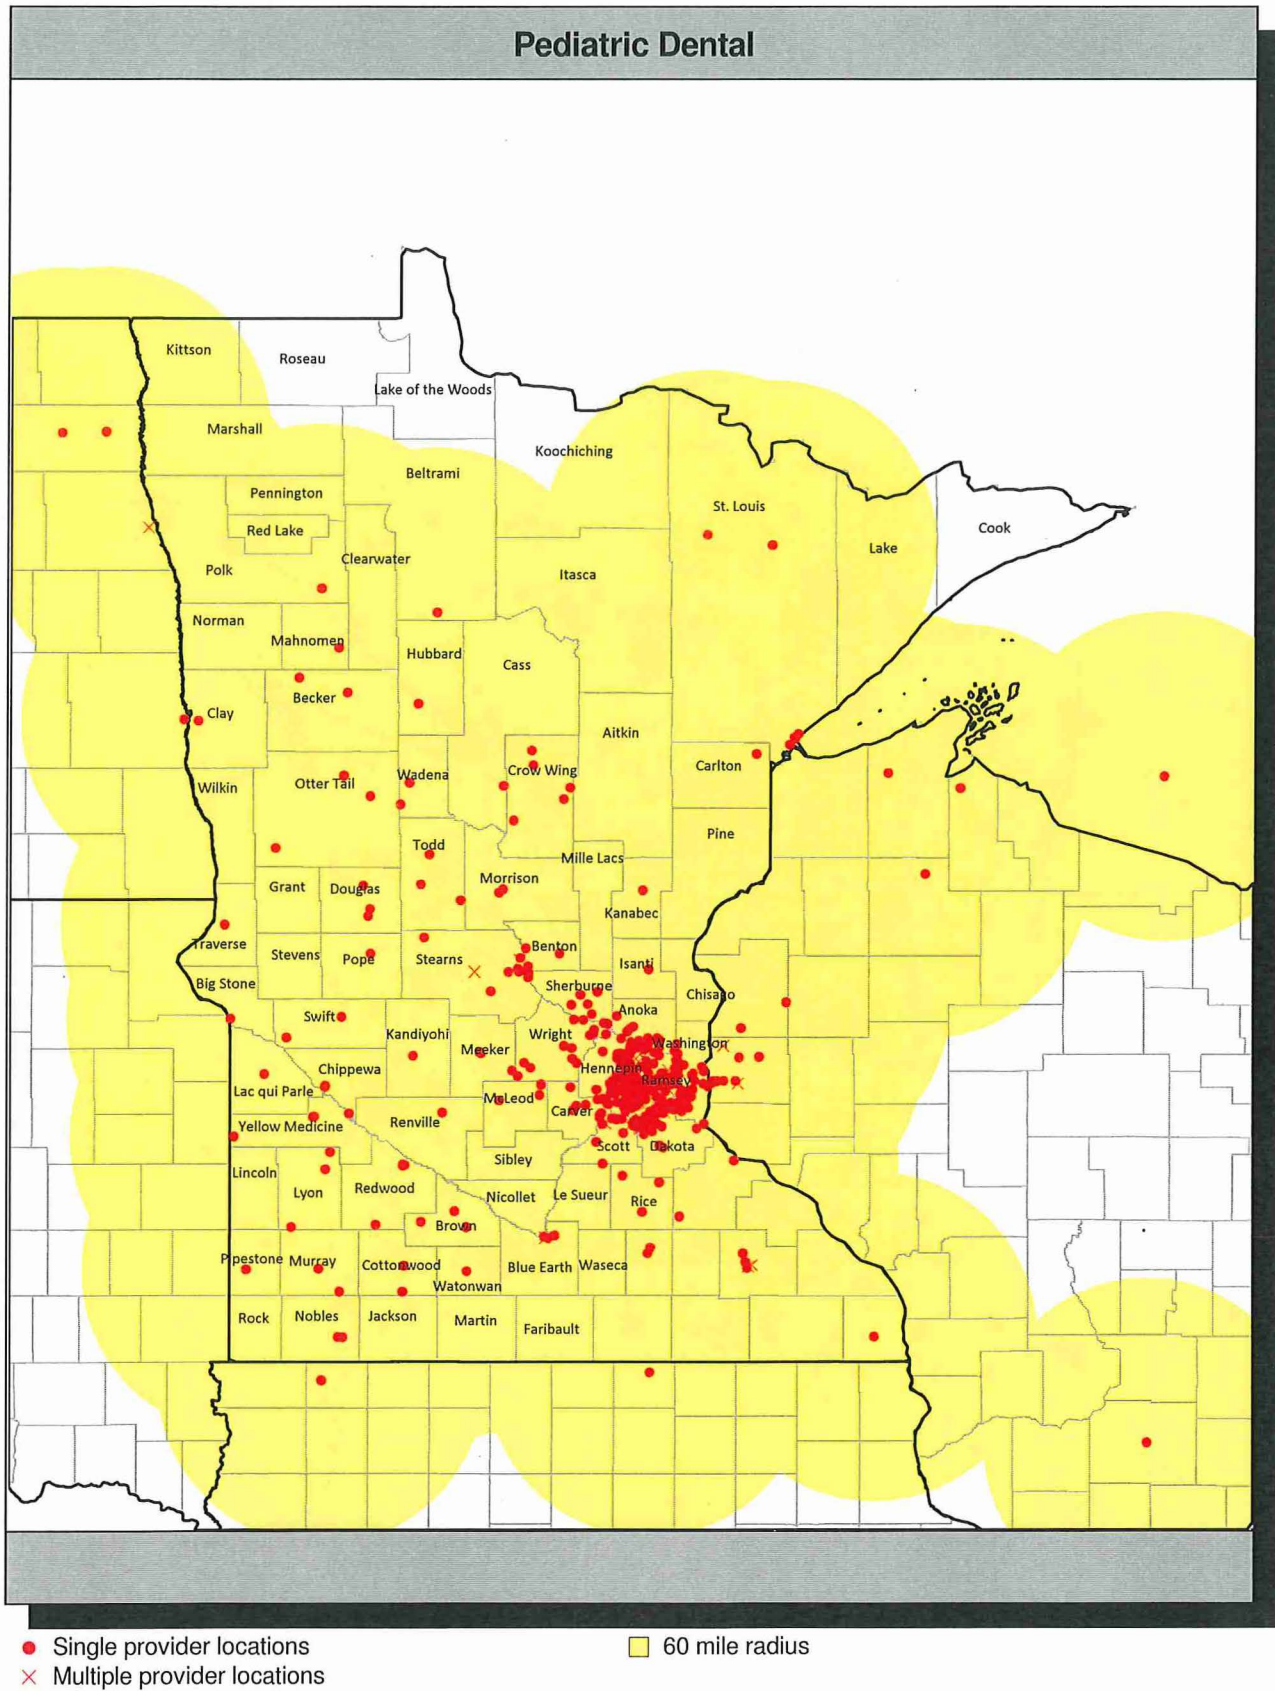 Pediatric Dental
Kittson
Roseau
Lake of the Woods
Marshall
Koochiching
Beltrami
Pennington
St. Louis
Red Lake
Cook
Clearwater
Lake
Polk
Itasca
Norman
Mahnomen
Hubbard
Cass
Becker
Clay
Aitkin
Carlton
Crow Wing
Wadena
Otter Tail
Wilkin
Pine
Todd
Mille Lacs
Morrison
Grant
Douglas
Kanabec
Traverse
Benton
Stevens
Pope
Stearns
Isanti
Big Stone
Sherburne
Chisago
Anoka
Swift
Kandiyohi
Wright
Washington
Meeker
Hennepin
Chippewa
Ramsey
Lac qui Parle
McLeod
Carver
Renville
Yellow Medicine
Scott
Dakota
Sibley
Lincoln
Lyon
Redwood
Nicollet
Le Sueur
Rice
Brown
Pipestone
Murray
Cottonwood
Blue Earth
Waseca
Watonwan
Rock
Nobles
Jackson
Martin
Faribault
Single provider locations
60 mile radius
Multiple provider locations